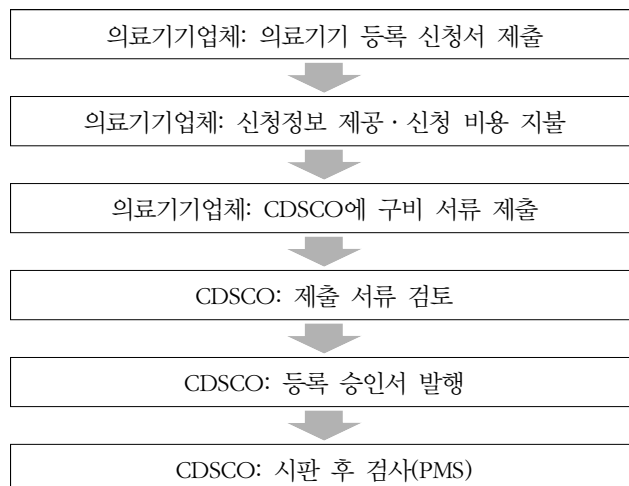 의료기기업체: 의료기기 등록 신청서 제출
의료기기업체: 신청정보 제공·신청 비용 지불
의료기기업체: CDSCO에 구비 서류 제출
CDSCO: 제출 서류 검토
CDSCO: 등록 승인서 발행
CDSCO: 시판 후 검사(PMS)